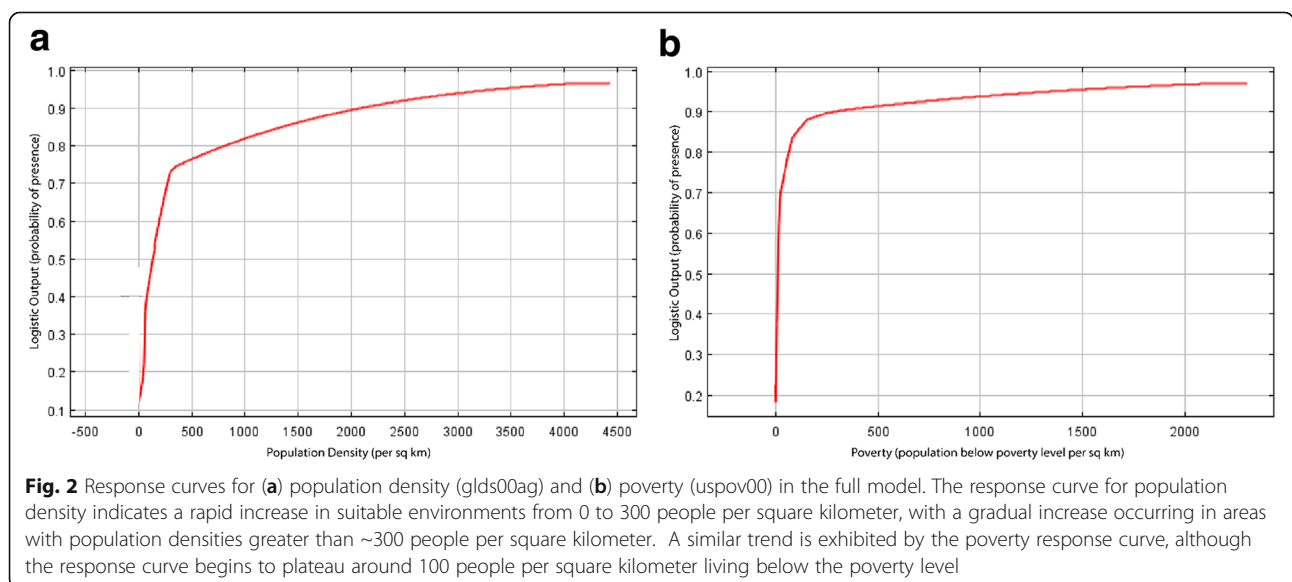 a
b
1.0
0.9
0.8
0.7
0.6
0.5
0.4
0.3
0.2
0.1
Logistic Output (probability of presence)
-500 0 500 1000 1500 2000 2500 3000 3500 4000 4500
Population Density (per sq km)
1.0
0.9
0.8
0.7
0.6
0.5
0.4
0.3
0.2
Logistic Output (probability of presence)
0 500 1000 1500 2000
Poverty (population below poverty level per sq km)
Fig. 2 Response curves for (a) population density (glds00ag) and (b) poverty (uspov00) in the full model. The response curve for population
density indicates a rapid increase in suitable environments from 0 to 300 people per square kilometer, with a gradual increase occurring in areas
with population densities greater than ~300 people per square kilometer. A similar trend is exhibited by the poverty response curve, although
the response curve begins to plateau around 100 people per square kilometer living below the poverty level